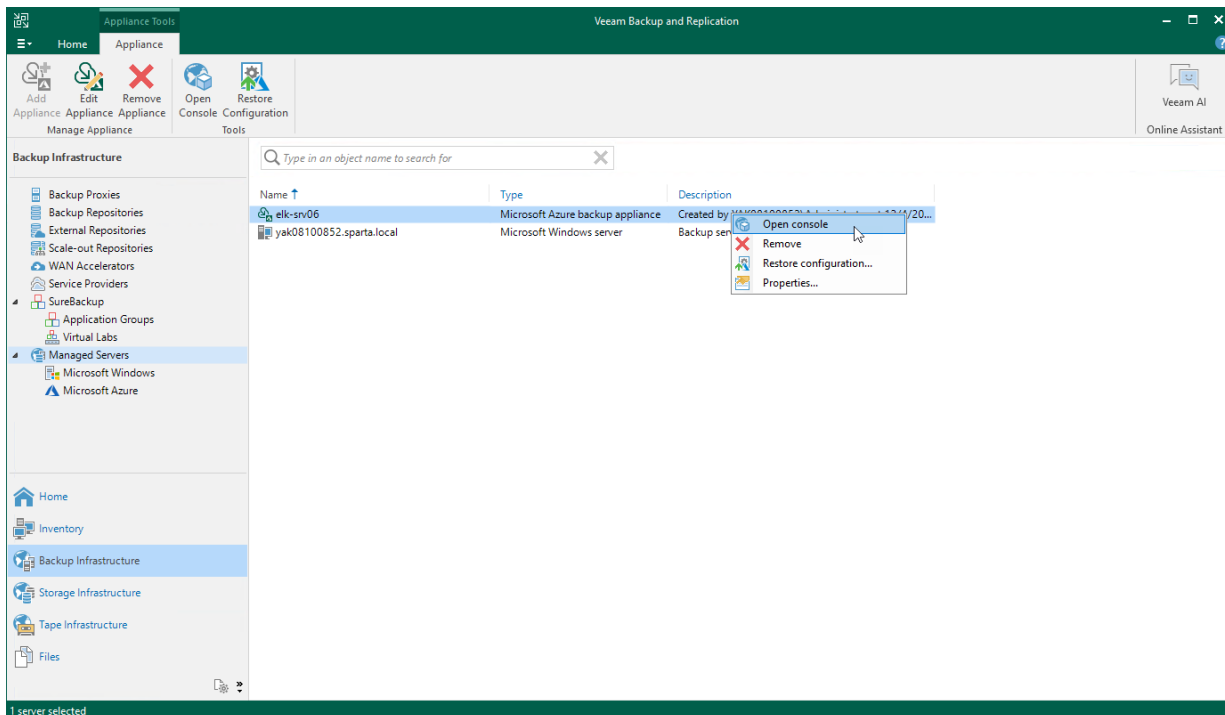 Appliance Tools
Veeam Backup and Replication
Home
Appliance
Add Appliance
Edit Appliance
Remove Appliance
Open Console
Restore Configuration
Manage Appliance
Tools
Veeam AI
Online Assistant
Backup Infrastructure
Type in an object name to search for
Backup Proxies
Backup Repositories
External Repositories
Scale-out Repositories
WAN Accelerators
Service Providers
SureBackup
Application Groups
Virtual Labs
Managed Servers
Microsoft Windows
Microsoft Azure
Name Type Description
elk-srv06 Microsoft Azure backup appliance Created by
yak08100852.sparta.local Microsoft Windows server Backup ser
Open console
Remove
Restore configuration...
Properties...
Home
Inventory
Backup Infrastructure
Storage Infrastructure
Tape Infrastructure
Files
1 server selected